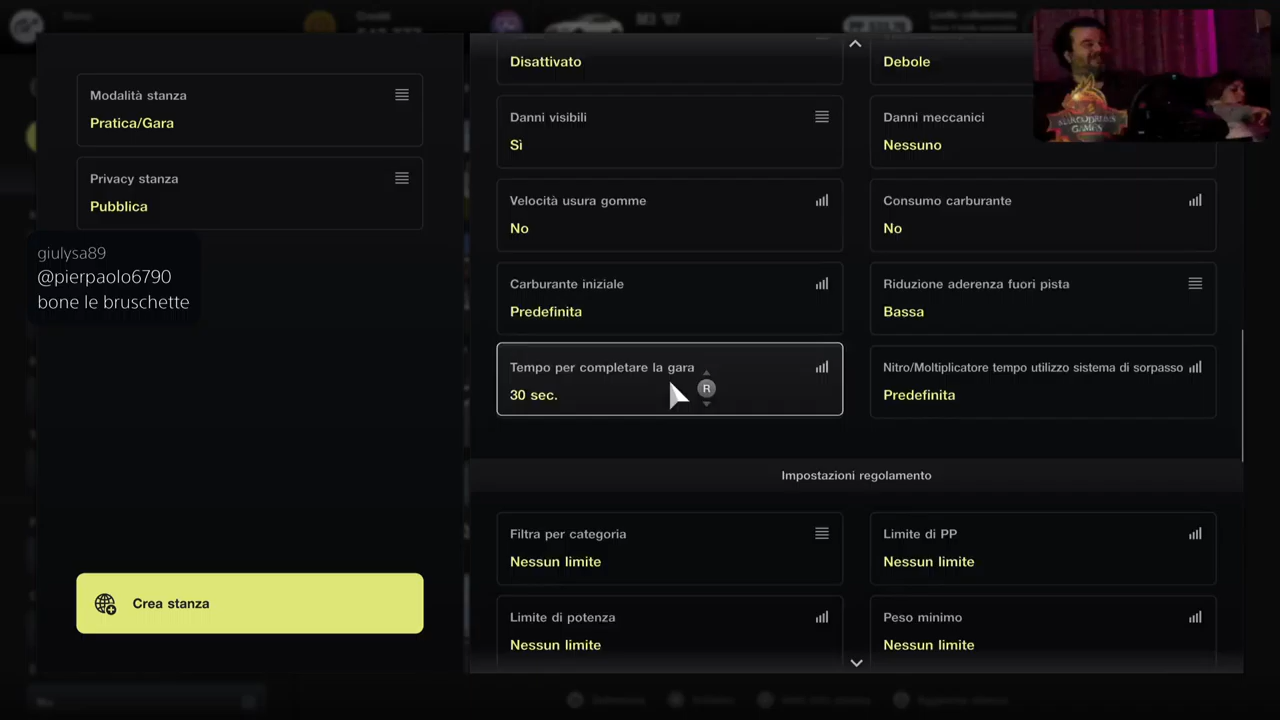 Modalità stanza
Pratica/Gara
Privacy stanza
Pubblica
giulysa89
@pierpaolo6790
bone le bruschette
Crea stanza
Disattivato
Debole
Danni visibili
Sì
Danni meccanici
Nessuno
Velocità usura gomme
No
Consumo carburante
No
Carburante iniziale
Predefinita
Riduzione aderenza fuori pista
Bassa
Tempo per completare la gara
30 sec.
R
Nitro/Moltiplicatore tempo utilizzo sistema di sorpasso
Predefinita
Impostazioni regolamento
Filtra per categoria
Nessun limite
Limite di PP
Nessun limite
Limite di potenza
Nessun limite
Peso minimo
Nessun limite